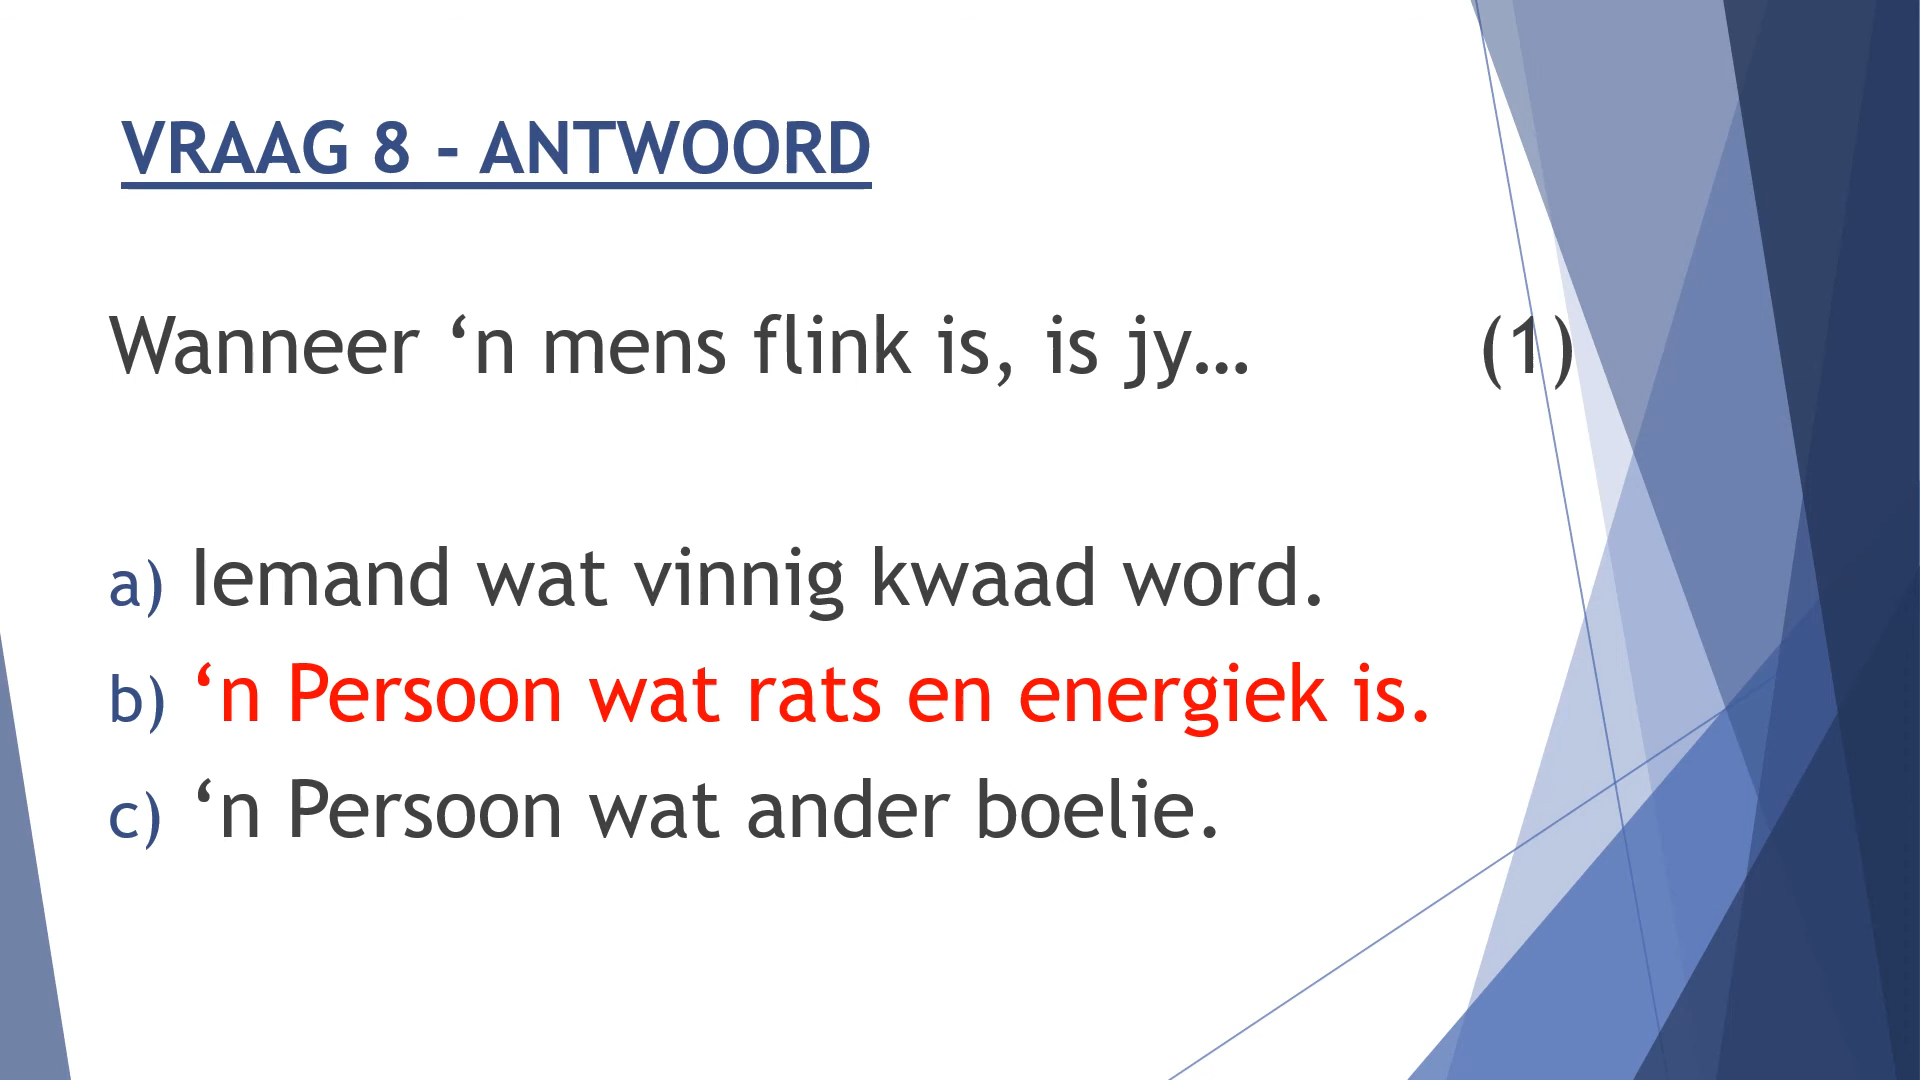 VRAAG 8 - ANTWOORD
Wanneer ‘n mens flink is, is jy… (1)
a) Iemand wat vinnig kwaad word.
b) ‘n Persoon wat rats en energiek is.
c) ‘n Persoon wat ander boelie.